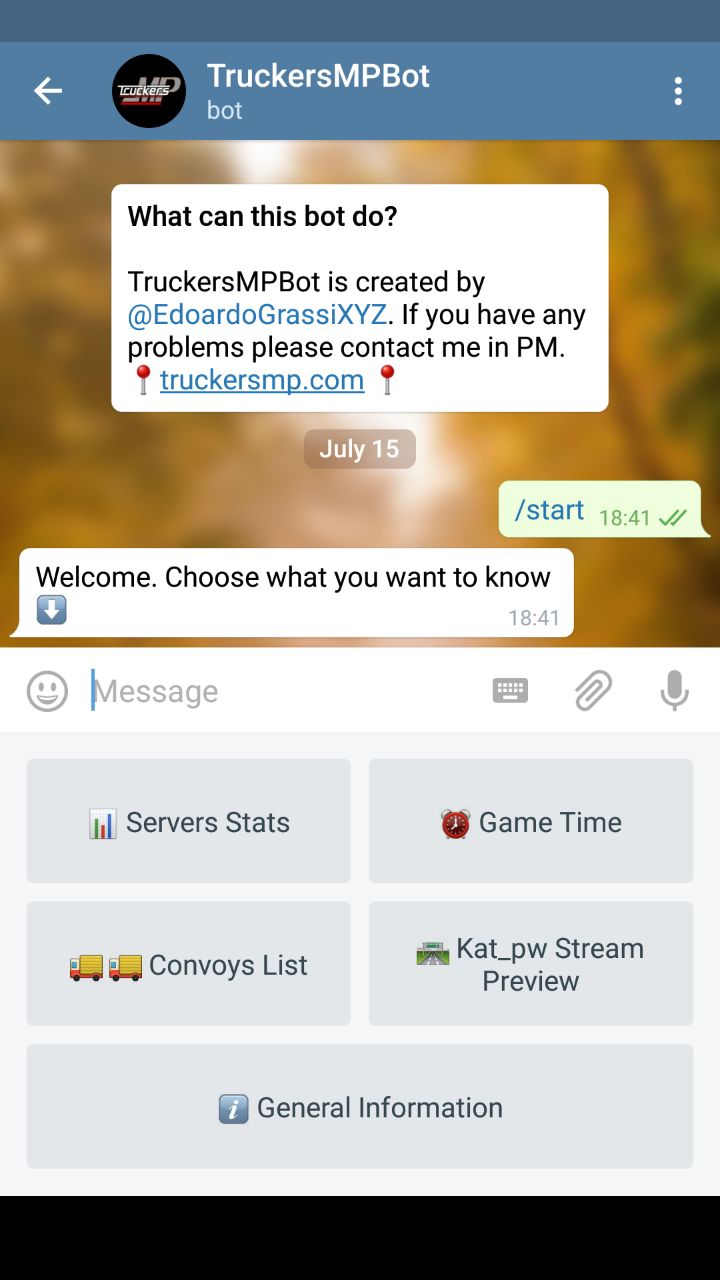 TruckersMP
TruckersMPBot
bot
What can this bot do?
TruckersMPBot is created by
@EdoardoGrassiXYZ. If you have any
problems please contact me in PM.
📍 truckersmp.com 📍
July 15
/start 18:41
Welcome. Choose what you want to know
⬇️ 18:41
Message
📊 Servers Stats
⏰ Game Time
🚛🚛 Convoys List
🛣️ Kat_pw Stream
Preview
ℹ️ General Information